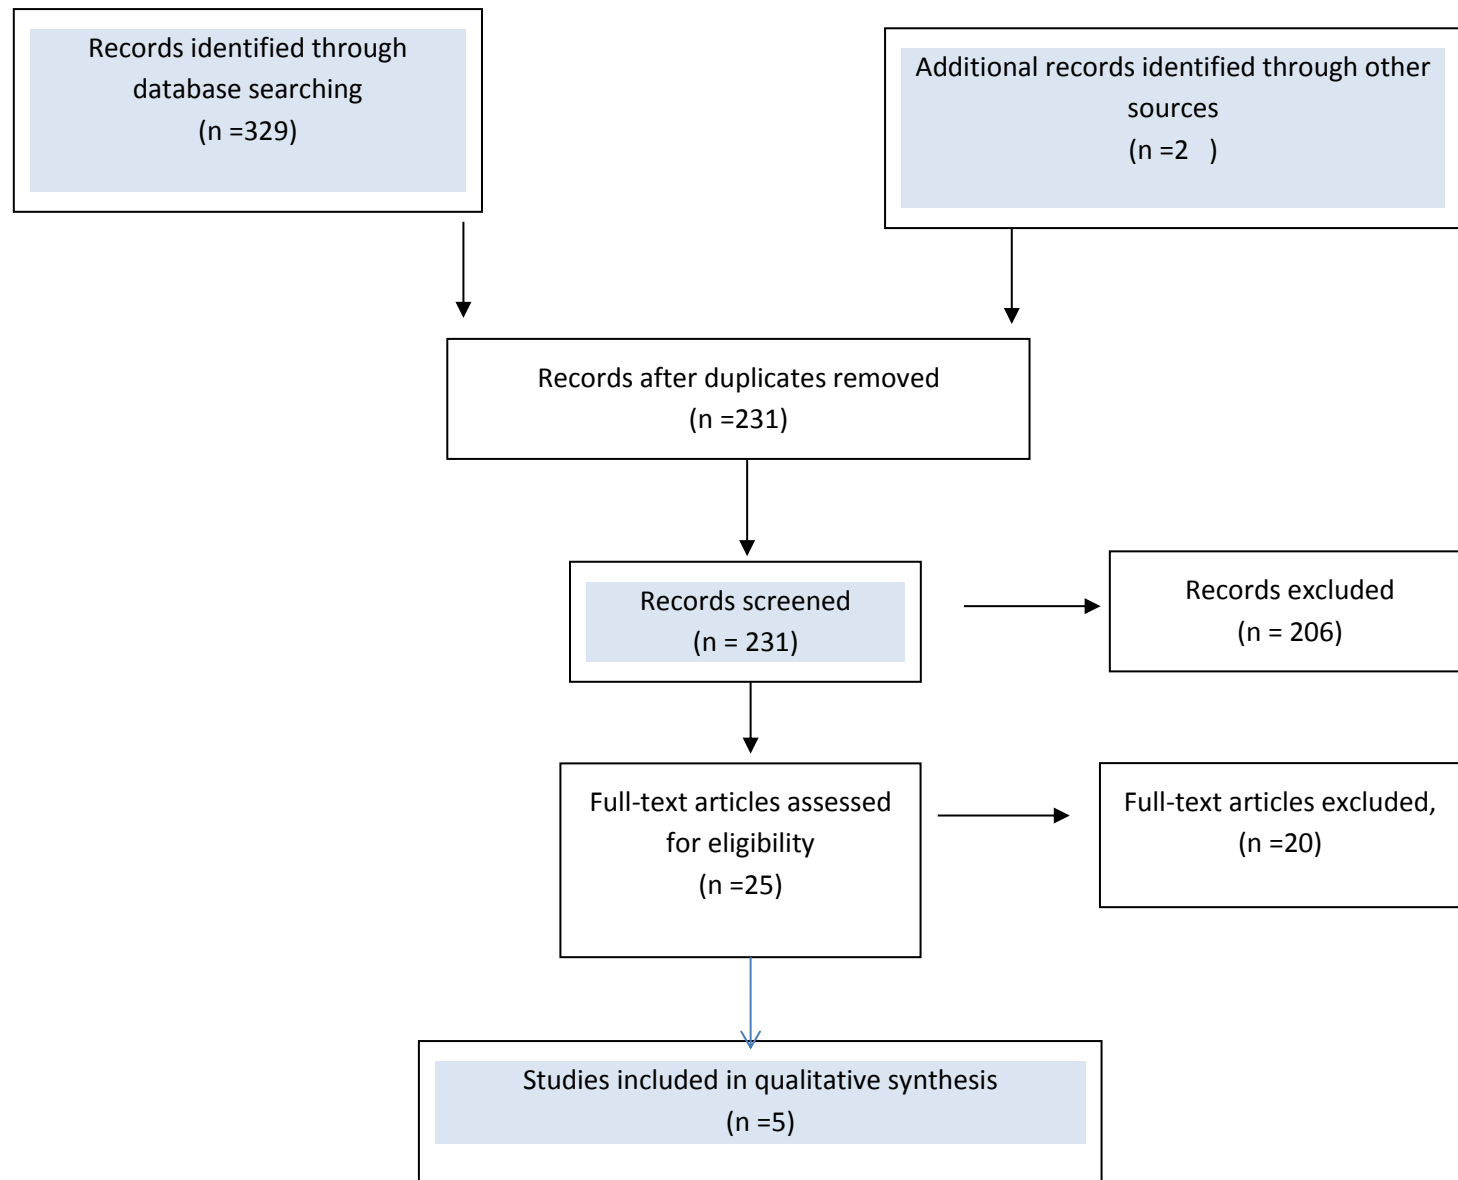 Records identified through
database searching
(n =329)
Additional records identified through other
sources
(n =2   )
Records after duplicates removed
(n =231)
Records screened
(n = 231)
Records excluded
(n = 206)
Full-text articles assessed
for eligibility
(n =25)
Full-text articles excluded,
(n =20)
Studies included in qualitative synthesis
(n =5)